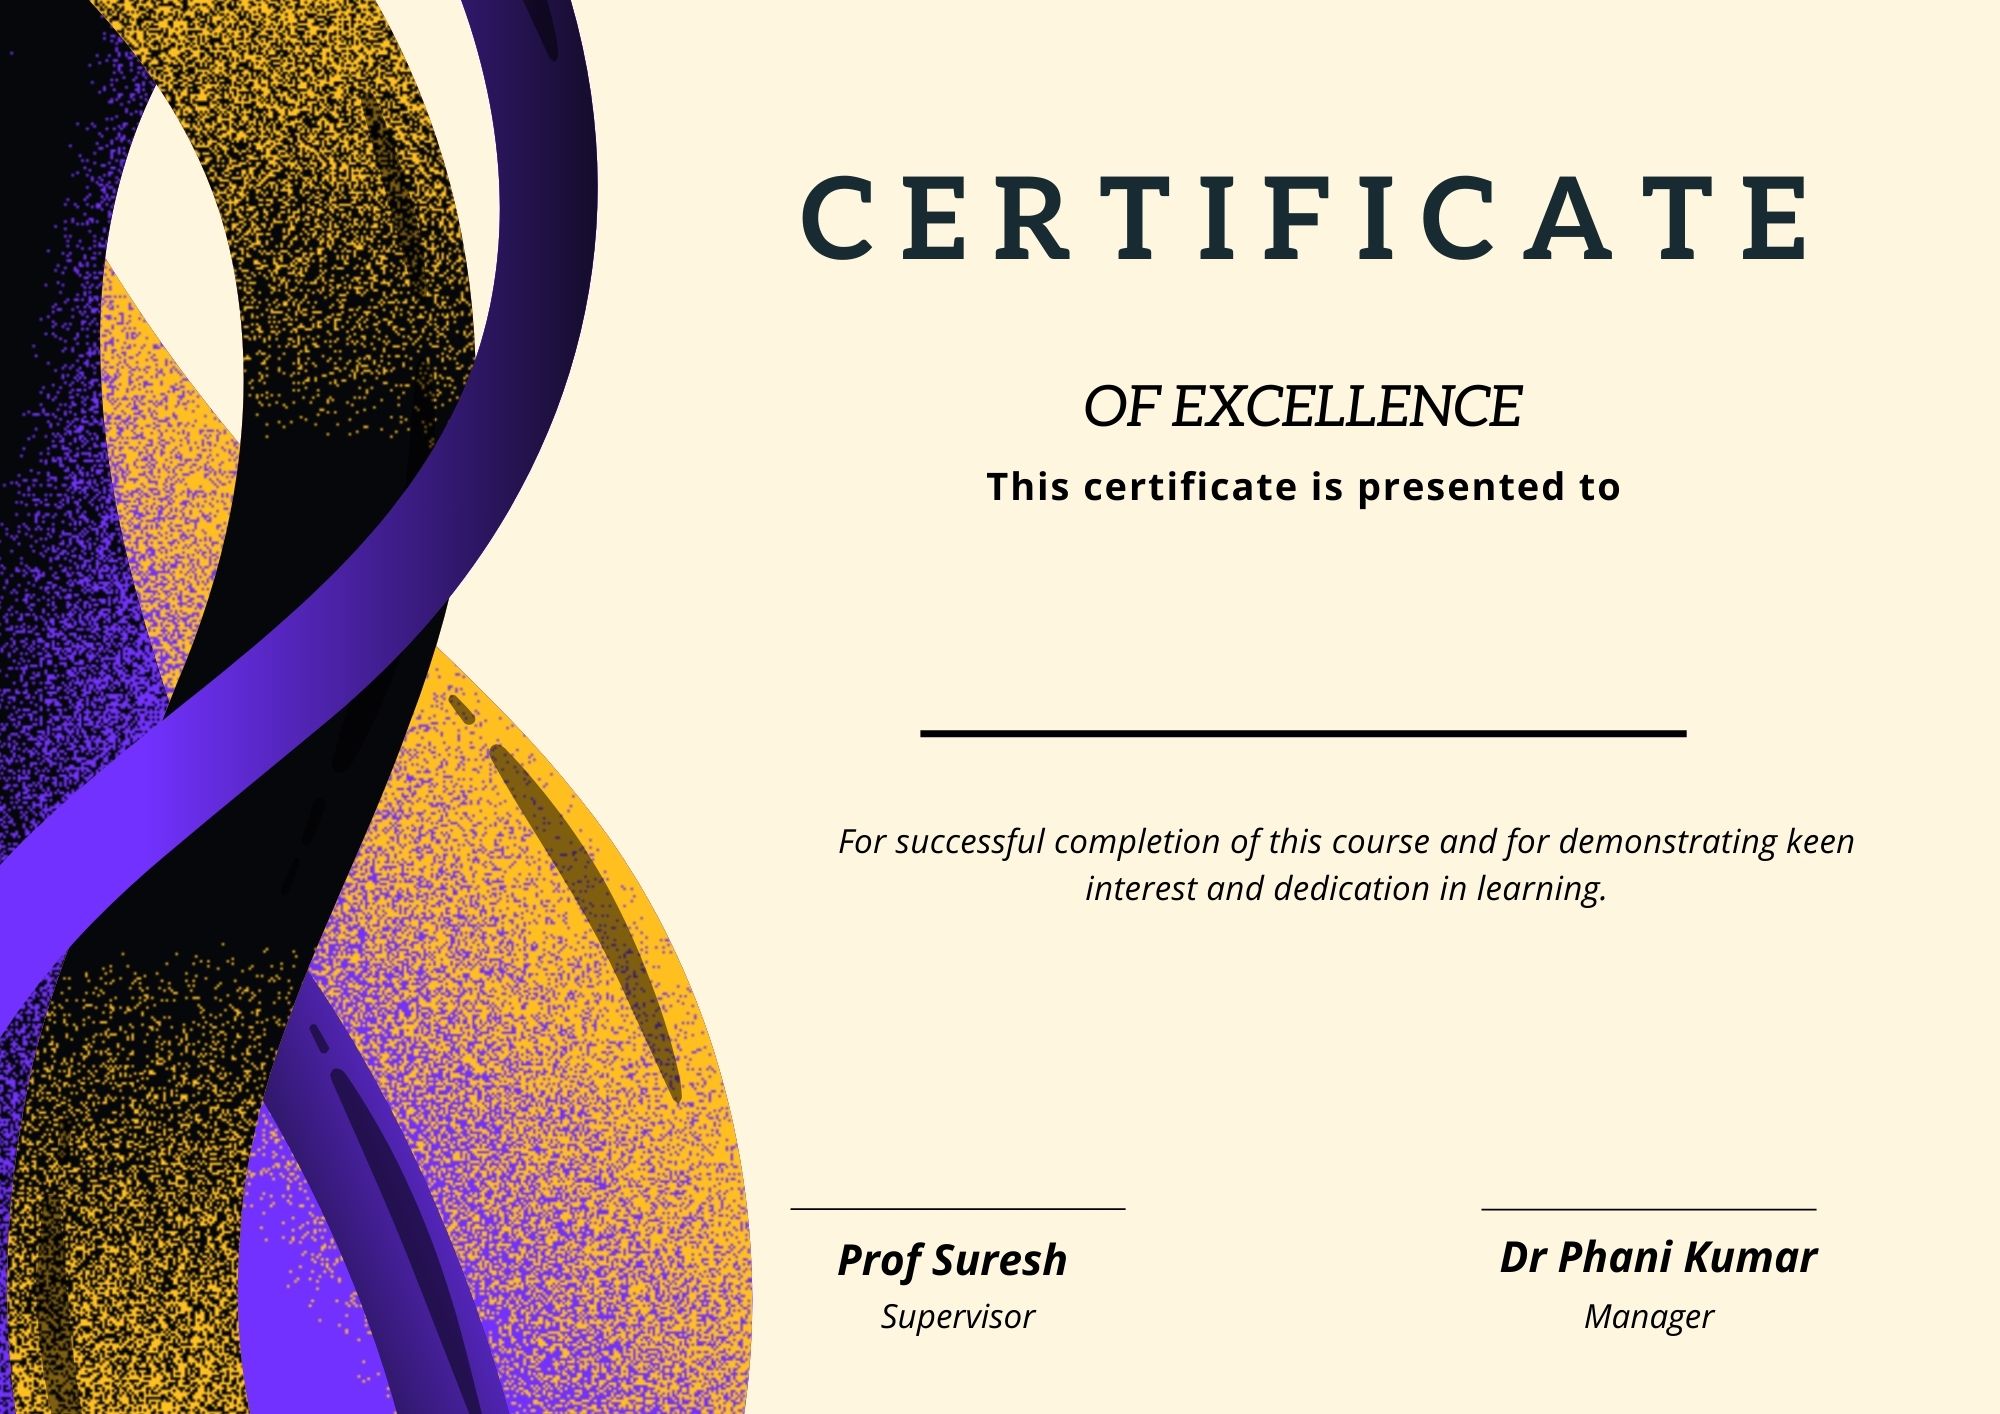 CERTIFICATE
OF EXCELLENCE
This certificate is presented to
For successful completion of this course and for demonstrating keen
interest and dedication in learning.
Prof Suresh
Supervisor
Dr Phani Kumar
Manager